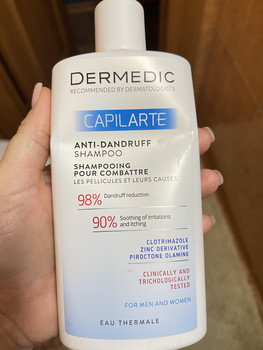 DERMEDIC
RECOMMENDED BY DERMATOLOGISTS
CAPILARTE
ANTI-DANDRUFF
SHAMPOO
SHAMPOOING
POUR COMBATTRE
LES PELLICULES ET LEURS CAUSES
98% Dandruff reduction
90% Soothing of irritations
and itching
CLOTRIMAZOLE
ZINC DERIVATIVE
PIROCTONE OLAMINE
CLINICALLY AND
TRICHOLOGICALLY
TESTED
FOR MEN AND WOMEN
EAU THERMALE